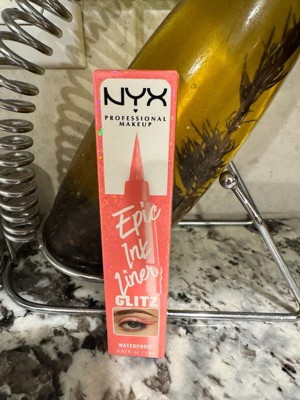 NYX
PROFESSIONAL
MAKEUP
Epic
Ink
Liner
GLITZ
WATERPROOF